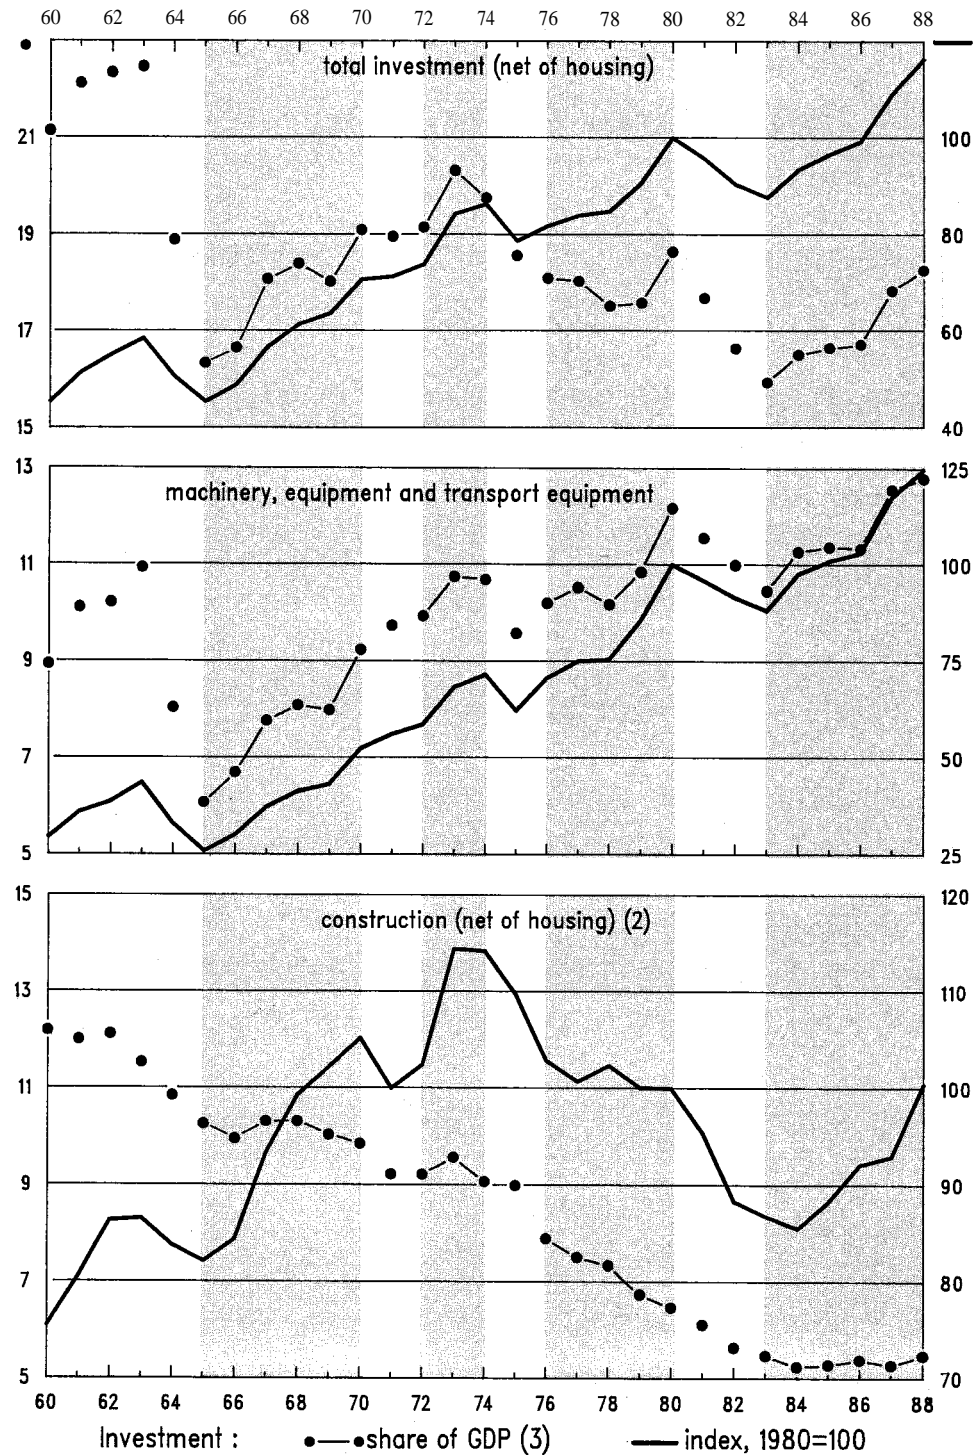 60 62 64 66 68 70 72 74 76 78 80 82 84 86 88
total investment (net of housing)
21 100
19 80
17 60
15 40
13 125
machinery, equipment and transport equipment
11 100
9 75
7 50
5 25
15 120
construction (net of housing) (2)
13 110
11 100
9 90
7 80
5 70
60 62 64 66 68 70 72 74 76 78 80 82 84 86 88
Investment : share of GDP (3) index, 1980=100